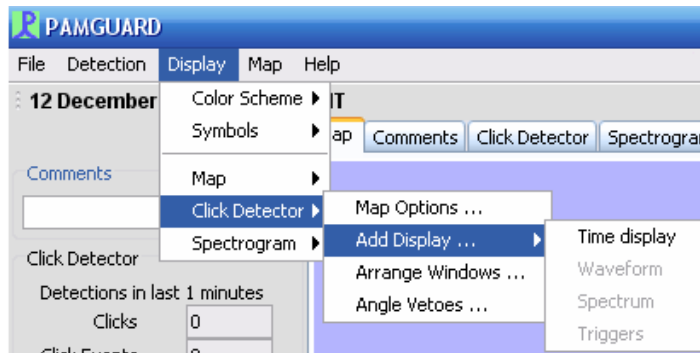 PAMGUARD
File Detection Display Map Help
12 December
Color Scheme
Symbols
Map
Click Detector
Spectrogram
Comments Click Detector
Comments
Map Options ...
Add Display ...
Arrange Windows ...
Angle Vetoes ...
Time display
Waveform
Spectrum
Triggers
Click Detector
Detections in last 1 minutes
Clicks 0